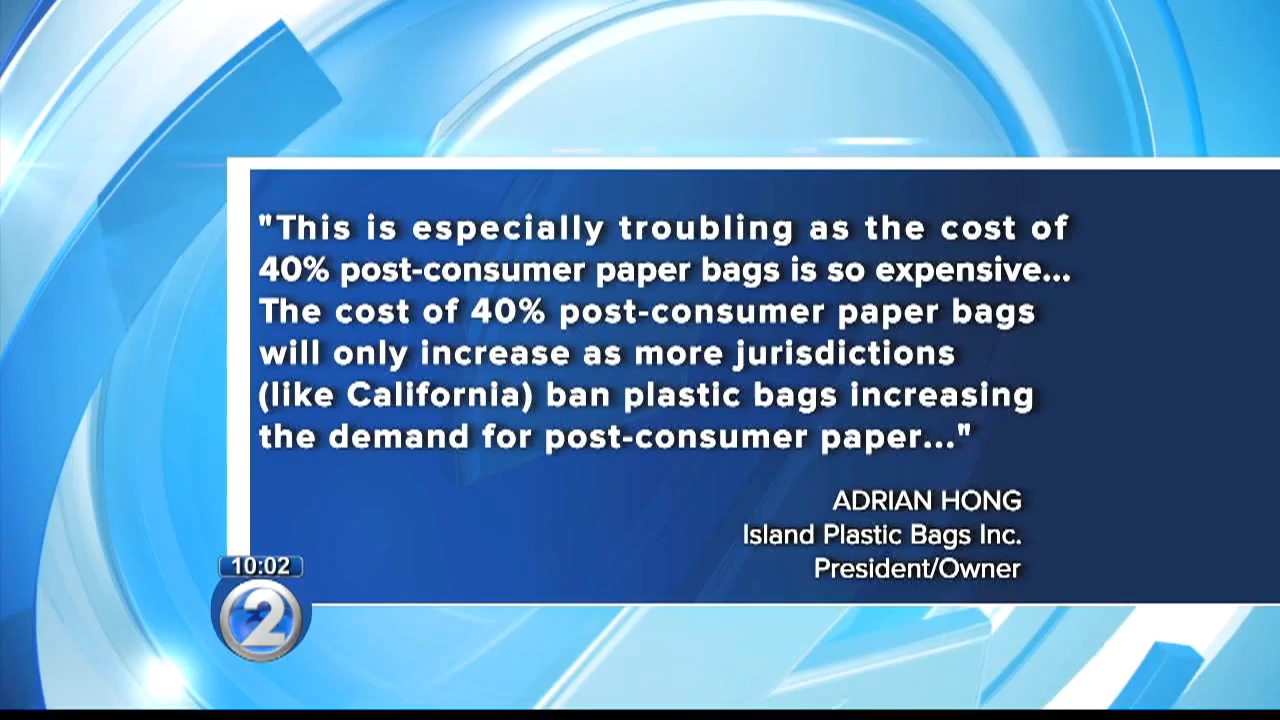 "This is especially troubling as the cost of
40% post-consumer paper bags is so expensive...
The cost of 40% post-consumer paper bags
will only increase as more jurisdictions
(like California) ban plastic bags increasing
the demand for post-consumer paper..."
ADRIAN HONG
Island Plastic Bags Inc.
President/Owner
10:02
2